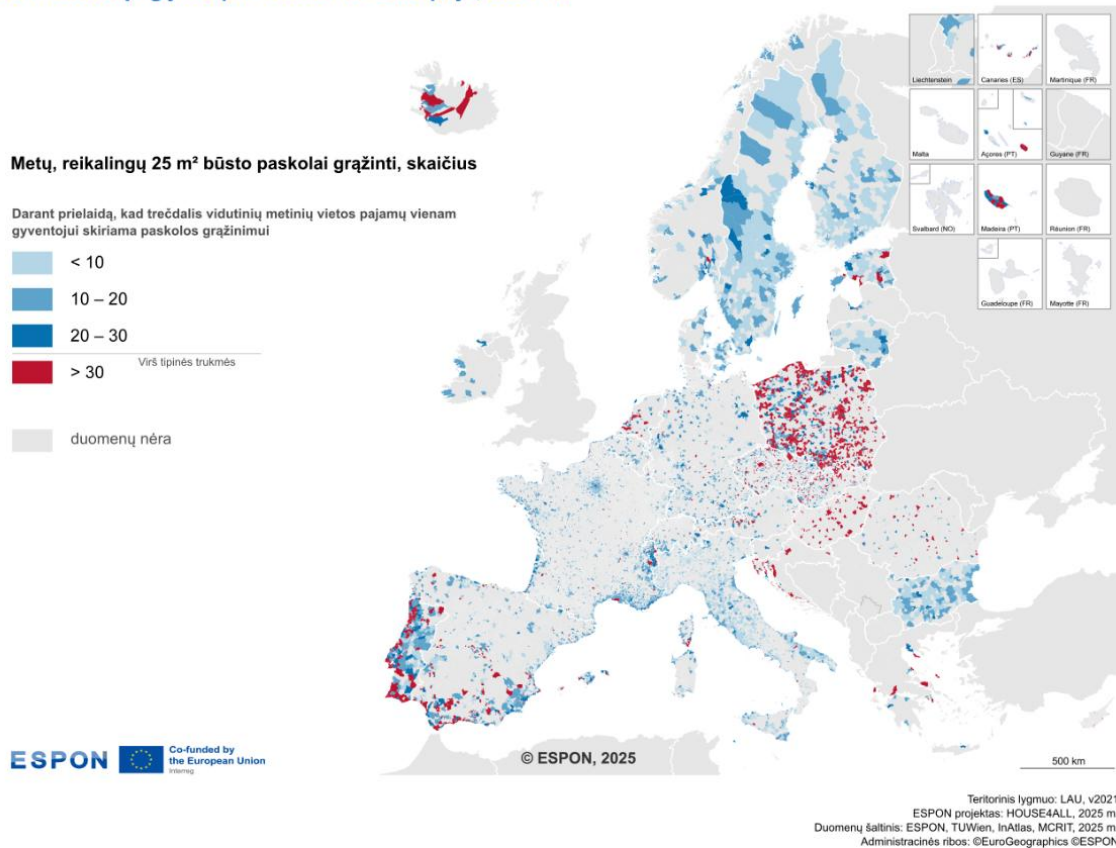 Metų, reikalingų 25 m² būsto paskolai grąžinti, skaičius
Darant prielaidą, kad trečdalis vidutinių metinių vietos pajamų vienam
gyventojui skiriama paskolos grąžinimui
< 10
10 – 20
20 – 30
Virš tipinės trukmės
> 30
duomenų nėra
Liechtenstein
Canaries (ES)
Martinique (FR)
Malta
Açores (PT)
Guyane (FR)
Svalbard (NO)
Madeira (PT)
Réunion (FR)
Guadeloupe (FR)
Mayotte (FR)
ESPON
Co-funded by
the European Union
Interreg
© ESPON, 2025
500 km
Teritorinis lygmuo: LAU, v2021
ESPON projektas: HOUSE4ALL, 2025 m
Duomenų šaltinis: ESPON, TUWien, InAtlas, MCRIT, 2025 m
Administracinės ribos: ©EuroGeographics ©ESPON